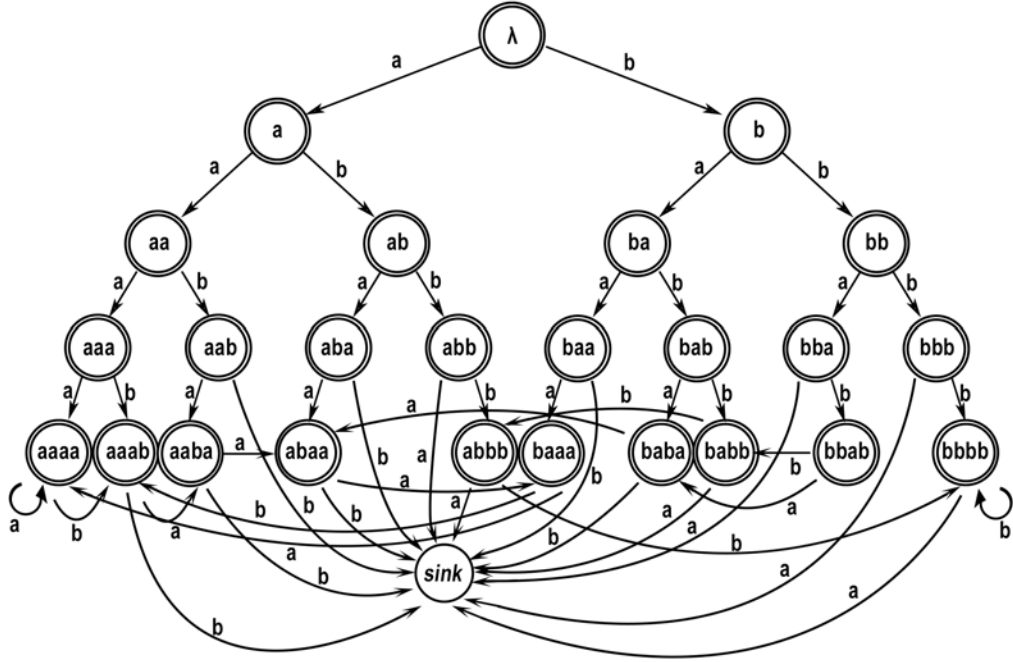 λ
a b
a b
a b a b
aa ab ba bb
a b a b a b a b
aaa aab aba abb baa bab bba bbb
a b a a b a a b b b
a b
aaaa aaab aaba a abaa abbb baaa baba babb b bbab bbbb
b a b
a a
a b a b b b a a a b
a b b b
a b sink a
a
b